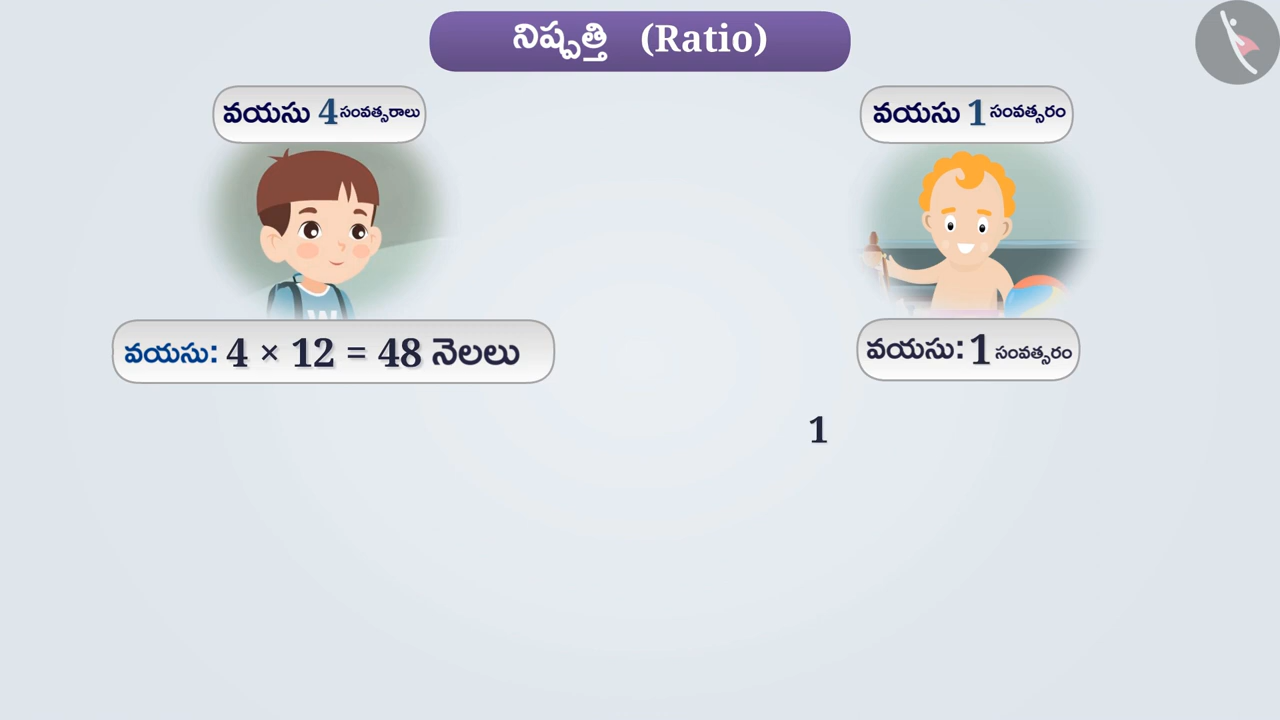 నిష్పత్తి (Ratio)
వయసు 4 సంవత్సరాలు
వయసు 1 సంవత్సరం
వయసు: 4 × 12 = 48 నెలలు
వయసు: 1 సంవత్సరం
1